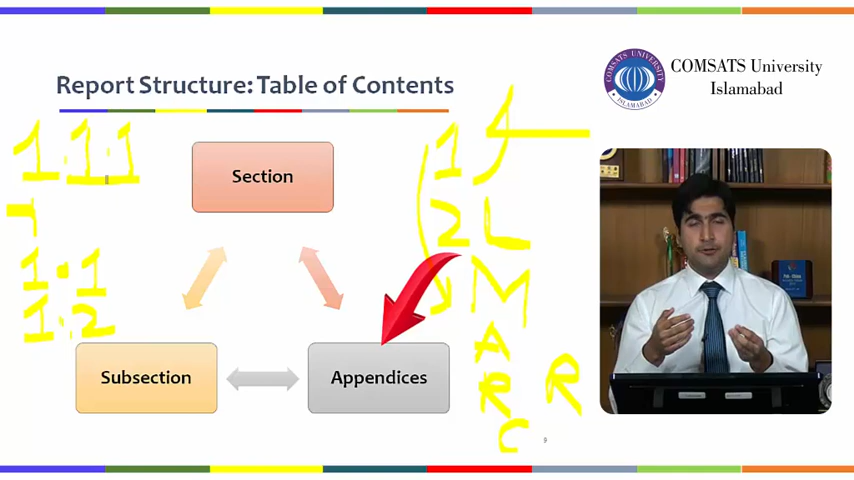 Report Structure: Table of Contents
COMSATS University
Islamabad
COMSATS UNIVERSITY
ISLAMABAD
1.1.1
Section
1
2 L
1.1
M
1.2
A
Subsection
Appendices
R
R
C
9